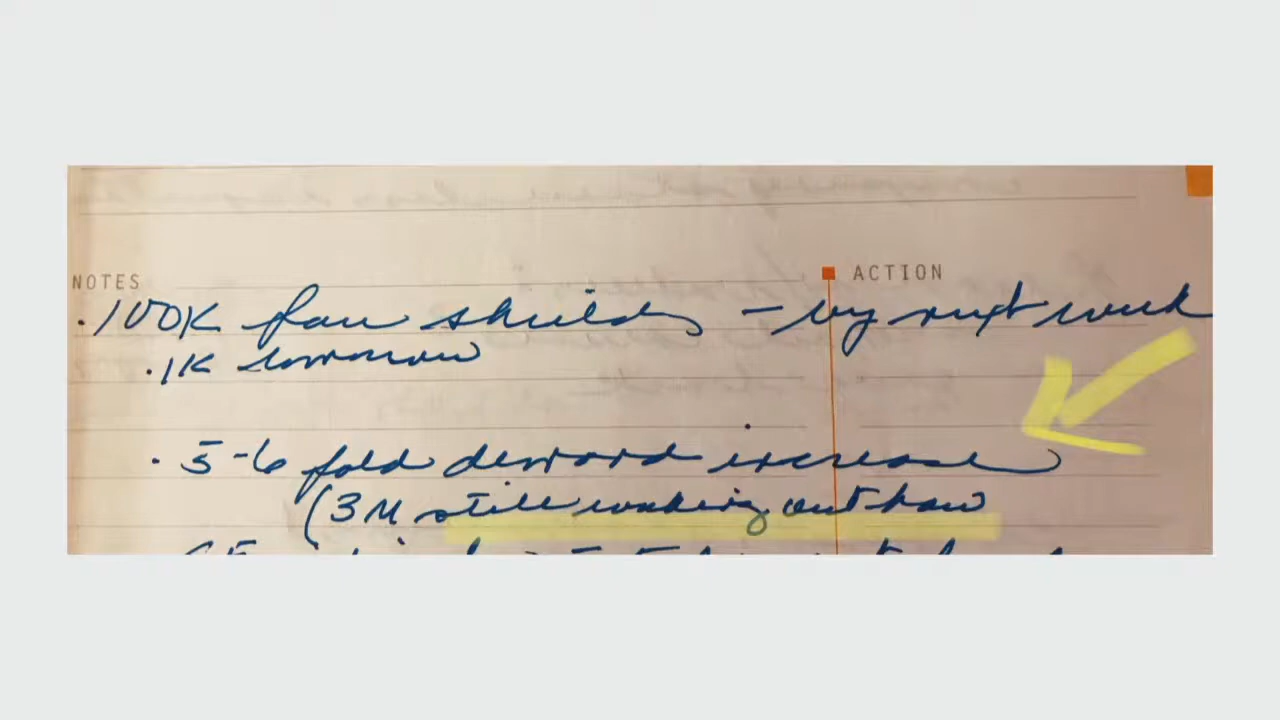 NOTES ACTION
. 100K face shields - by next week
. 1K tomorrow
. 5-6 fold demand increase
(3M still working out how